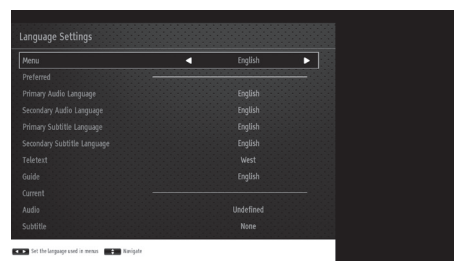 Language Settings
Menu English
Preferred
Primary Audio Language English
Secondary Audio Language English
Primary Subtitle Language English
Secondary Subtitle Language English
Teletext West
Guide English
Current
Audio Undefined
Subtitle None
Set the language used in menus Navigate